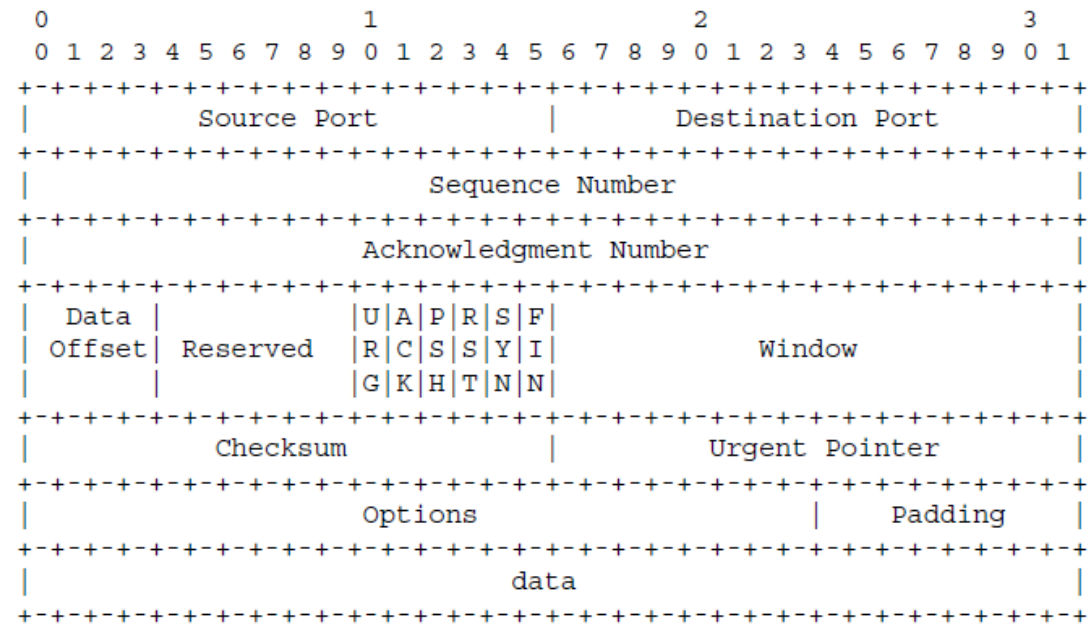 0                   1                   2                   3
 0 1 2 3 4 5 6 7 8 9 0 1 2 3 4 5 6 7 8 9 0 1 2 3 4 5 6 7 8 9 0 1
+-+-+-+-+-+-+-+-+-+-+-+-+-+-+-+-+-+-+-+-+-+-+-+-+-+-+-+-+-+-+-+-+
|          Source Port          |       Destination Port        |
+-+-+-+-+-+-+-+-+-+-+-+-+-+-+-+-+-+-+-+-+-+-+-+-+-+-+-+-+-+-+-+-+
|                        Sequence Number                        |
+-+-+-+-+-+-+-+-+-+-+-+-+-+-+-+-+-+-+-+-+-+-+-+-+-+-+-+-+-+-+-+-+
|                    Acknowledgment Number                      |
+-+-+-+-+-+-+-+-+-+-+-+-+-+-+-+-+-+-+-+-+-+-+-+-+-+-+-+-+-+-+-+-+
|  Data |           |U|A|P|R|S|F|                               |
| Offset| Reserved  |R|C|S|S|Y|I|            Window             |
|       |           |G|K|H|T|N|N|                               |
+-+-+-+-+-+-+-+-+-+-+-+-+-+-+-+-+-+-+-+-+-+-+-+-+-+-+-+-+-+-+-+-+
|           Checksum            |         Urgent Pointer        |
+-+-+-+-+-+-+-+-+-+-+-+-+-+-+-+-+-+-+-+-+-+-+-+-+-+-+-+-+-+-+-+-+
|                    Options                    |    Padding    |
+-+-+-+-+-+-+-+-+-+-+-+-+-+-+-+-+-+-+-+-+-+-+-+-+-+-+-+-+-+-+-+-+
|                             data                              |
+-+-+-+-+-+-+-+-+-+-+-+-+-+-+-+-+-+-+-+-+-+-+-+-+-+-+-+-+-+-+-+-+